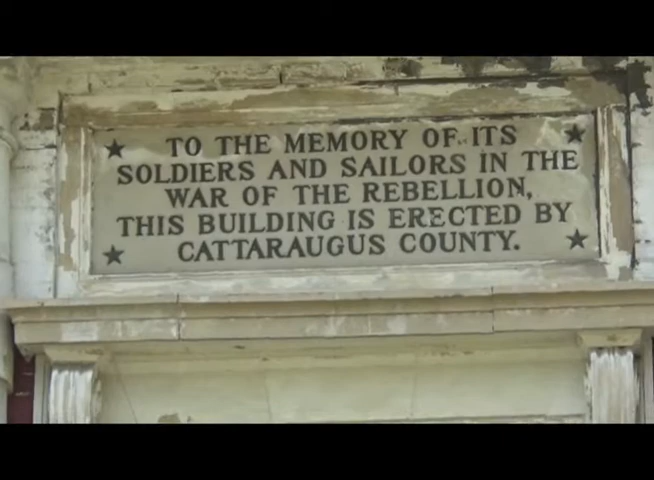 TO THE MEMORY OF ITS
SOLDIERS AND SAILORS IN THE
WAR OF THE REBELLION,
THIS BUILDING IS ERECTED BY
CATTARAUGUS COUNTY.